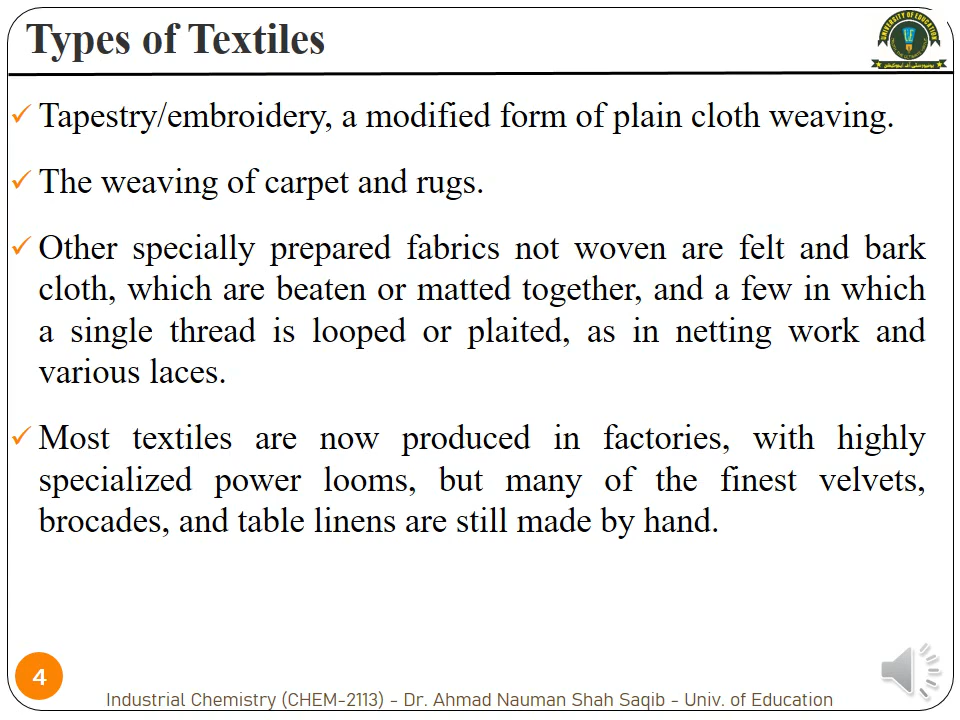 Types of Textiles
UNIVERSITY OF EDUCATION
✓ Tapestry/embroidery, a modified form of plain cloth weaving.
✓ The weaving of carpet and rugs.
✓ Other specially prepared fabrics not woven are felt and bark
cloth, which are beaten or matted together, and a few in which
a single thread is looped or plaited, as in netting work and
various laces.
✓ Most textiles are now produced in factories, with highly
specialized power looms, but many of the finest velvets,
brocades, and table linens are still made by hand.
4
Industrial Chemistry (CHEM-2113) - Dr. Ahmad Nauman Shah Saqib - Univ. of Education